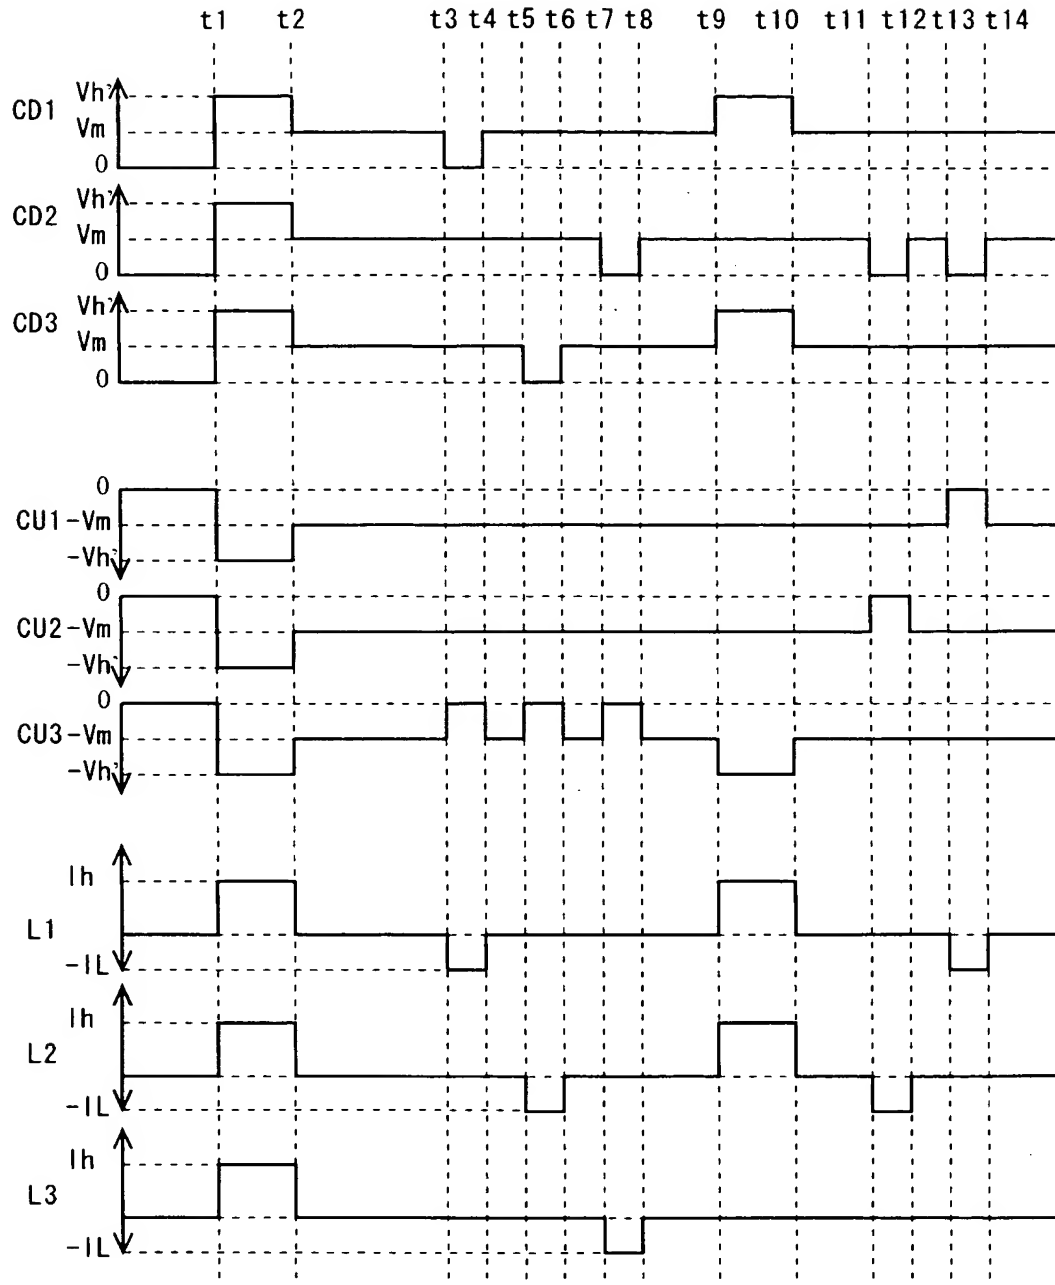 t1 t2 t3 t4 t5 t6 t7 t8 t9 t10 t11 t12 t13 t14
Vh
CD1
Vm
0
Vh
CD2
Vm
0
Vh
CD3
Vm
0
0
CU1-Vm
-Vh
0
CU2-Vm
-Vh
0
CU3-Vm
-Vh
Ih
L1
-IL
Ih
L2
-IL
Ih
L3
-IL